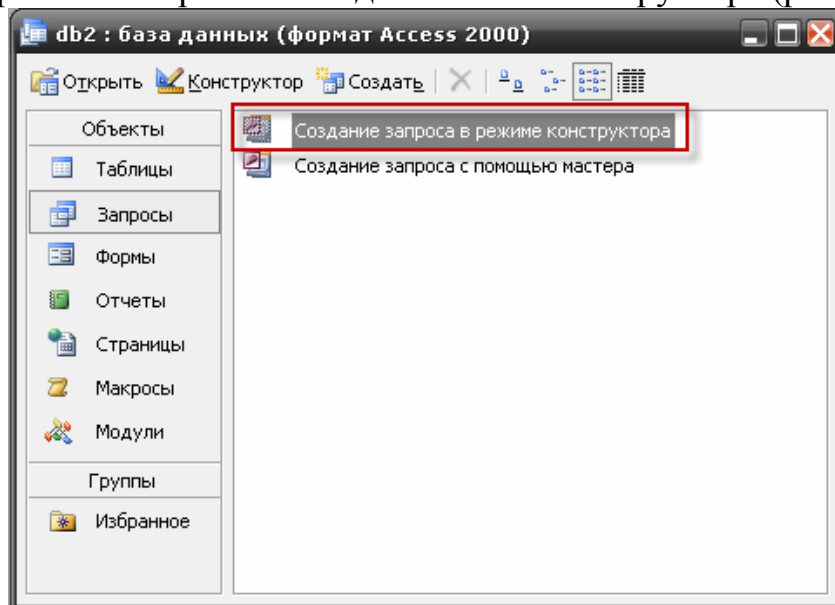 db2 : база данных (формат Access 2000)
Открыть Конструктор Создать
Объекты
Таблицы
Запросы
Формы
Отчеты
Страницы
Макросы
Модули
Группы
Избранное
Создание запроса в режиме конструктора
Создание запроса с помощью мастера